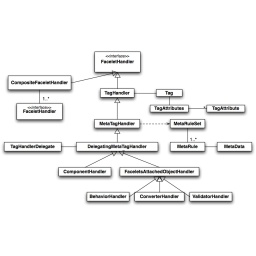 <<interface>>
FaceletHandler
CompositeFaceletHandler
1..*
<<interface>>
FaceletHandler
TagHandler
Tag
TagAttributes
TagAttribute
MetaTagHandler
MetaRuleSet
1..*
TagHandlerDelegate
DelegatingMetaTagHandler
MetaRule
MetaData
ComponentHandler
FaceletsAttachedObjectHandler
BehaviorHandler
ConverterHandler
ValidatorHandler